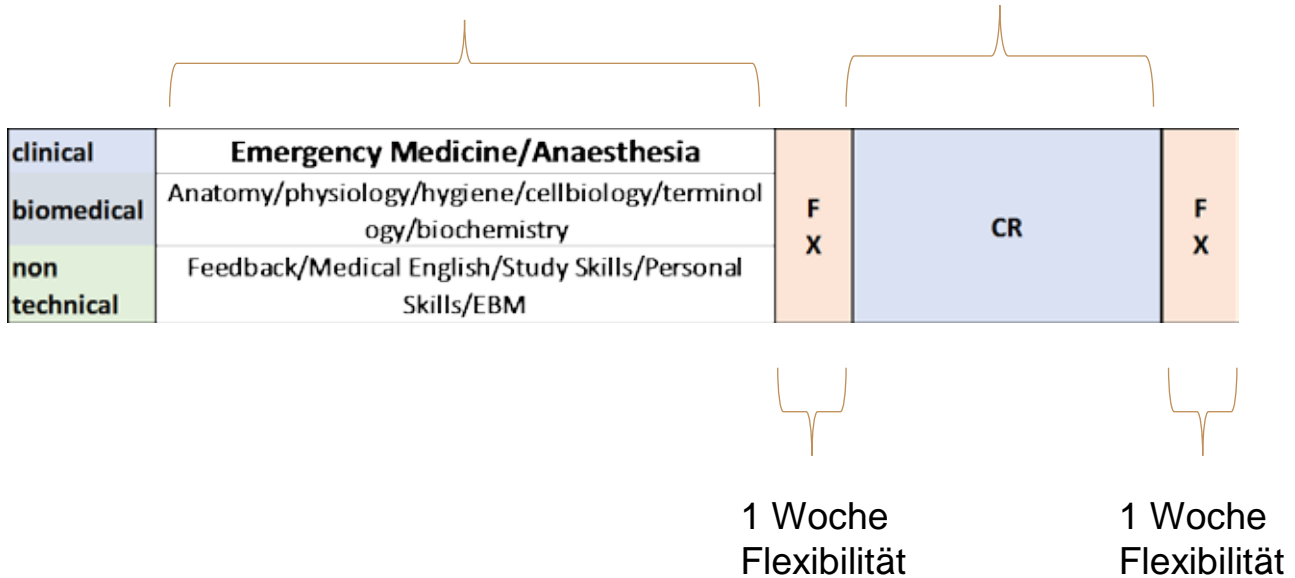 clinical
Emergency Medicine/Anaesthesia
biomedical
Anatomy/physiology/hygiene/cellbiology/terminol
ogy/biochemistry
non
technical
Feedback/Medical English/Study Skills/Personal
Skills/EBM
F
X
CR
F
X
1 Woche
Flexibilität
1 Woche
Flexibilität